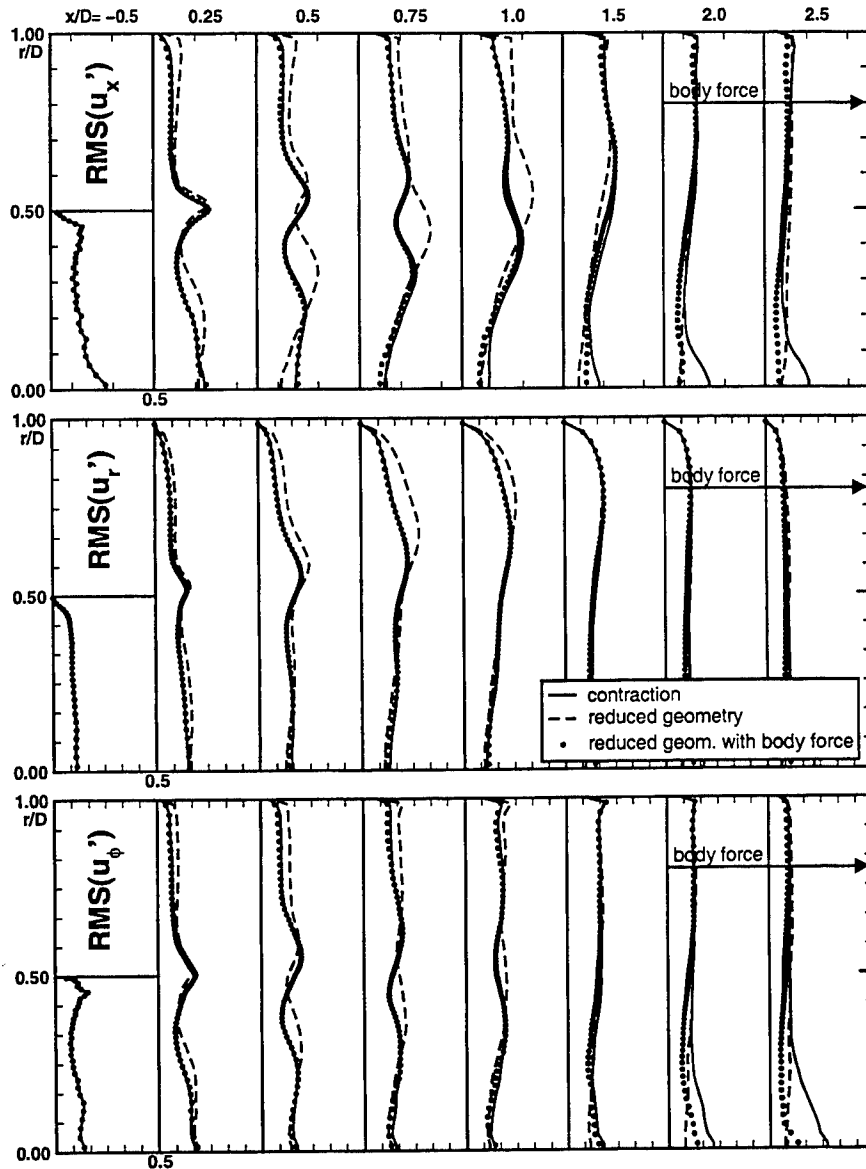 x/D= −0.5 0.25 0.5 0.75 1.0 1.5 2.0 2.5
1.00
r/D
RMS(uₓ')
body force
0.50
0.00
0.5
1.00
r/D
RMS(uᵣ')
body force
0.50
contraction
reduced geometry
reduced geom. with body force
0.00
0.5
1.00
r/D
RMS(u_ϕ')
body force
0.50
0.00
0.5